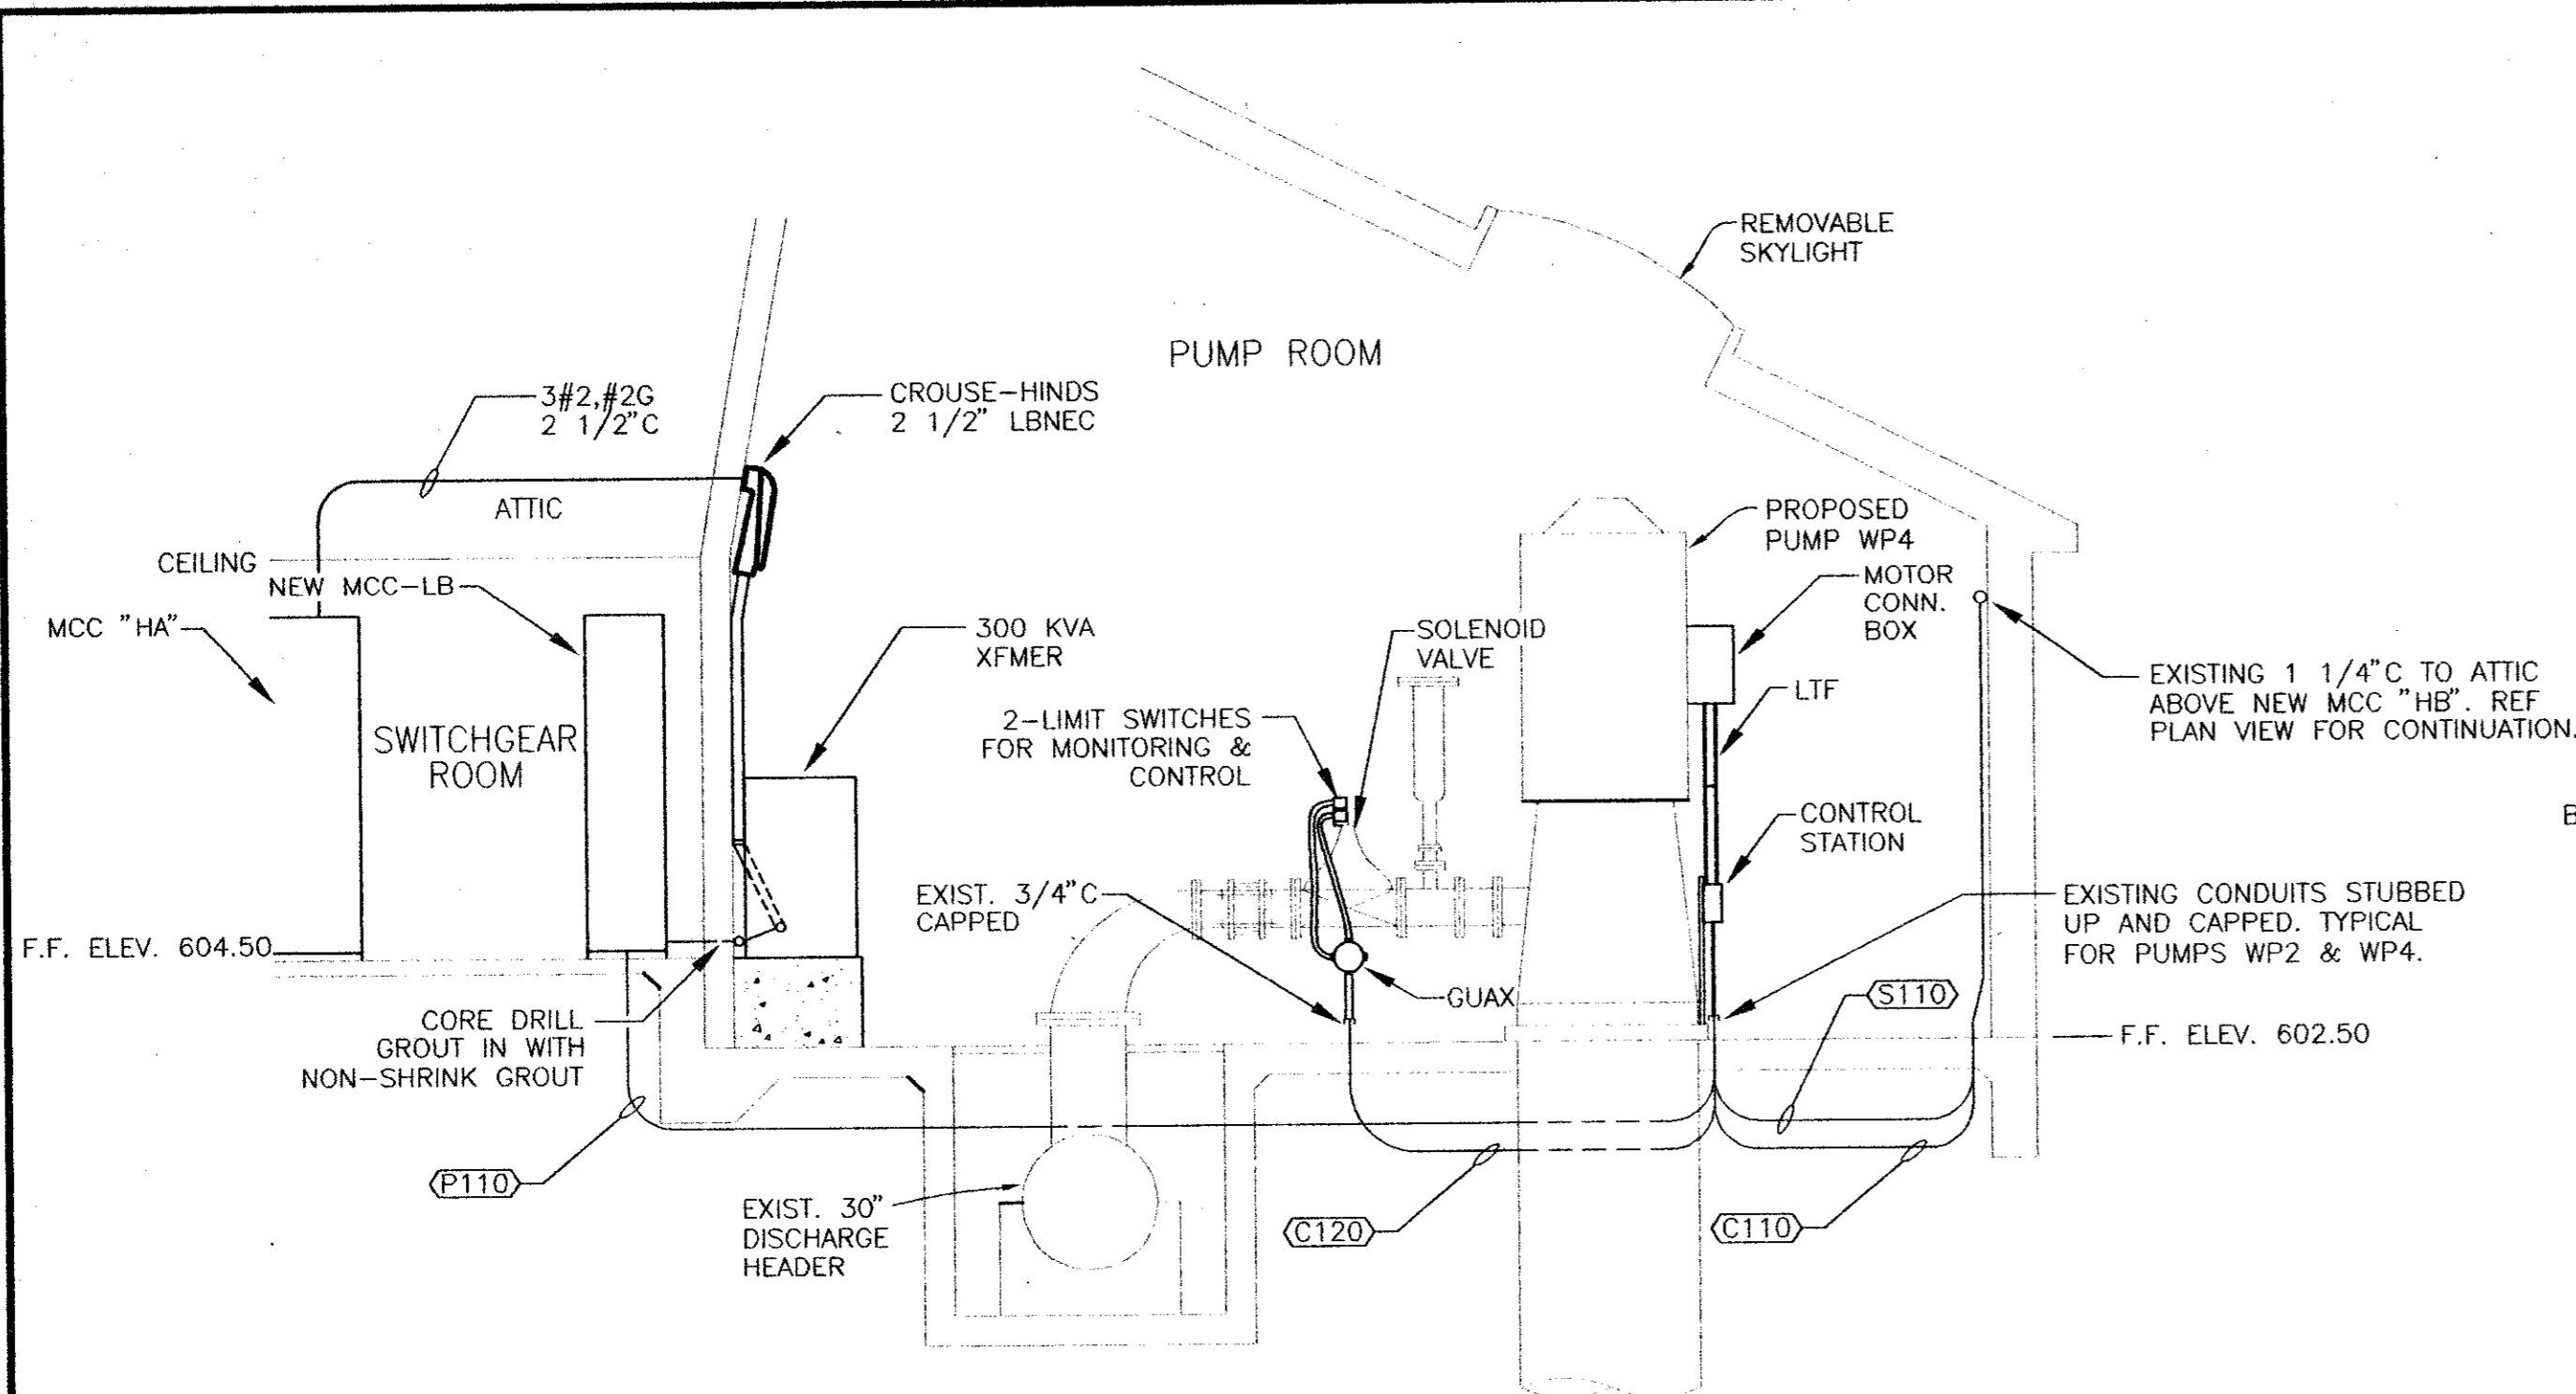 REMOVABLE
SKYLIGHT
PUMP ROOM
3#2,#2G
2 1/2"C
CROUSE-HINDS
2 1/2" LBNEC
ATTIC
PROPOSED
PUMP WP4
CEILING
NEW MCC-LB
MOTOR
CONN.
BOX
MCC "HA"
300 KVA
XFMER
SOLENOID
VALVE
EXISTING 1 1/4"C TO ATTIC
ABOVE NEW MCC "HB". REF
PLAN VIEW FOR CONTINUATION.
LTF
2-LIMIT SWITCHES
FOR MONITORING &
CONTROL
SWITCHGEAR
ROOM
CONTROL
STATION
B
EXIST. 3/4"C
CAPPED
EXISTING CONDUITS STUBBED
UP AND CAPPED. TYPICAL
FOR PUMPS WP2 & WP4.
F.F. ELEV. 604.50
GUAX
S110
CORE DRILL
GROUT IN WITH
NON-SHRINK GROUT
F.F. ELEV. 602.50
P110
EXIST. 30"
DISCHARGE
HEADER
C120
C110